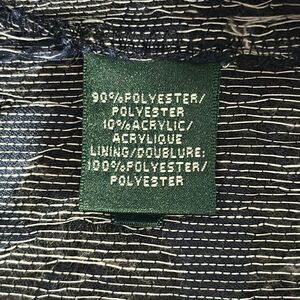 90%POLYESTER/
POLYESTER
10%ACRYLIC/
ACRYLIQUE
LINING/DOUBLURE:
100%POLYESTER/
POLYESTER